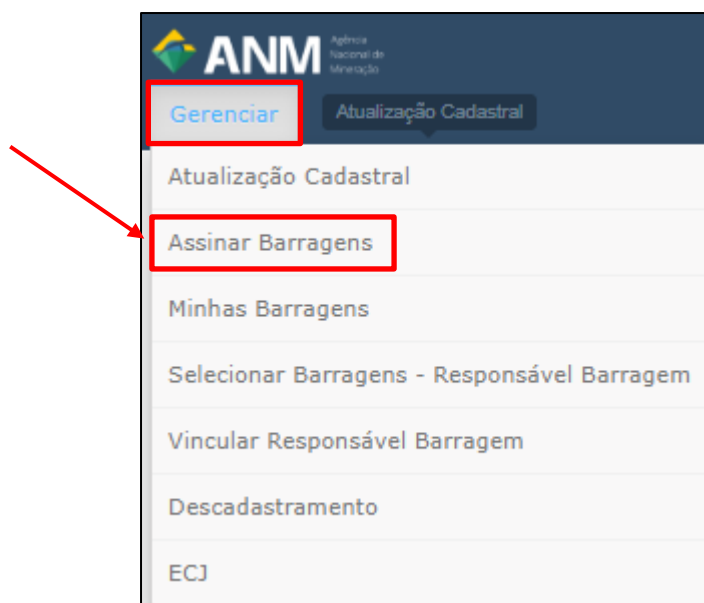 ANM
Agência
Nacional de
Mineração
Gerenciar
Atualização Cadastral
Atualização Cadastral
Assinar Barragens
Minhas Barragens
Selecionar Barragens - Responsável Barragem
Vincular Responsável Barragem
Descadastramento
ECJ